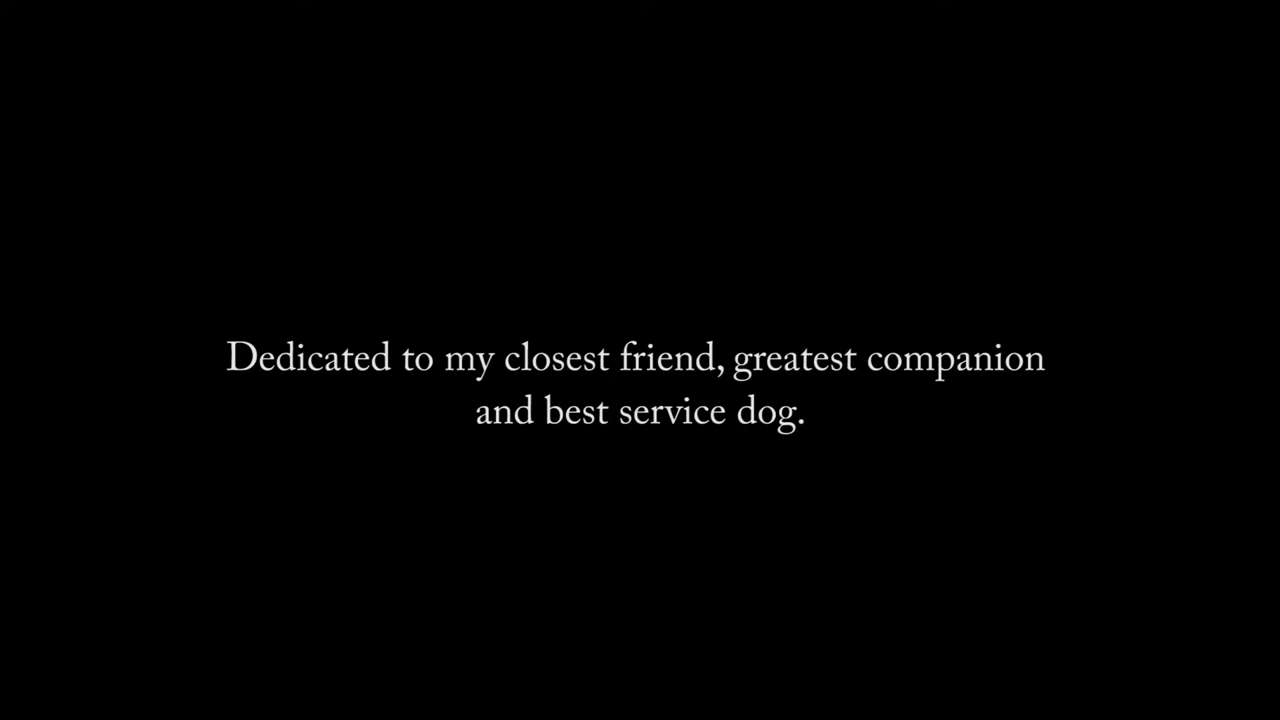 Dedicated to my closest friend, greatest companion
and best service dog.